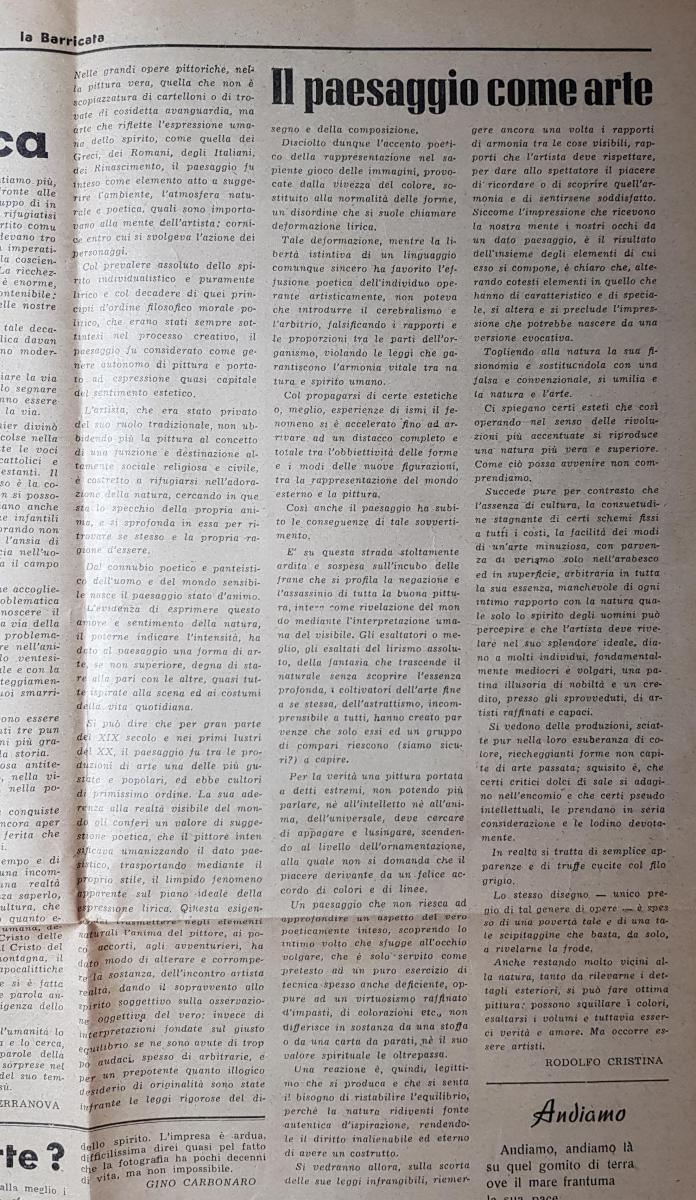 la Barricata
ca
Il paesaggio come arte
Nelle grandi opere pittoriche, nel-
la pittura vera, quella che non è
scopiazzatura di cartelloni o di tro-
vate di cosidetta avanguardia, ma
arte che riflette l'espressione uma-
na dello spirito, come quella dei
Greci, dei Romani, degli Italiani,
del Rinascimento, il paesaggio fu
inteso come elemento atto a sugge-
rire l'ambiente, l'atmosfera natu-
rale e poetica, quali sono importa-
vano alla mente dell'artista: corni-
ce entro cui si svolgeva l'azione dei
personaggi.
Col prevalere assoluto dello spi-
rito individualistico e puramente
lirico e col decadere di quei prin-
cipii d'ordine filosofico morale po-
litico, che erano stati sempre sot-
tintesi nel processo creativo, il
paesaggio fu considerato come ge-
nere autonomo di pittura e porta-
to ad espressione quasi capitale
del sentimento estetico.
L'artista, che era stato privato
del suo ruolo tradizionale, non ub-
bidendo più la pittura al concetto
di una funzione e destinazione al-
tamente sociale religiosa e civile,
è costretto a rifugiarsi nell'adora-
zione della natura, cercando in que
sta lo specchio della propria ani-
ma, e si sprofonda in essa per ri-
trovare se stesso e la propria ra-
gione d'essere.
Dal connubio poetico e panteisti-
co dell'uomo e del mondo sensibi-
le nasce il paesaggio stato d'animo.
L'evidenza di esprimere questo
amore e sentimento della natura,
il poterne indicare l'intensità, ha
dato al paesaggio una forma di ar-
te, se non superiore, degna di sta-
re alla pari con le altre, quasi tut-
te ispirate alla scena ed ai costumi
della vita quotidiana.
Si può dire che per gran parte
del XIX secolo e nei primi lustri
del XX, il paesaggio fu tra le pro-
duzioni di arte una delle più gu-
state e popolari, ed ebbe cultori
di primissimo ordine. La sua ade-
renza alla realtà visibile del mon-
do gli conferì un valore di sugge-
stione poetica, che il pittore inten
sificava umanizzando il dato pae-
sistico, trasportando mediante il
proprio stile, il limpido fenomeno
apparente sul piano ideale della
espressione lirica. Questa esigen-
trasmettere negli elementi
naturali l'anima del pittore, ai po-
co accorti, agli avventurieri, ha
dato modo di alterare e corrompe-
re la sostanza, dell'incontro artista
realtà, dando il sopravvento allo
spirito soggettivo sulla osservazio-
ne oggettiva del vero: invece di
interpretazioni fondate sul giusto
equilibrio se ne sono avute di trop
po audaci, spesso di arbitrarie, e
per un prepotente quanto illogico
desiderio di originalità sono state
infrante le leggi rigorose del di-
segno e della composizione.
Disciolto dunque l'accento poeti-
co della rappresentazione nel sa-
piente gioco delle immagini, provo-
cate dalla vivezza del colore, so-
stituito alla normalità delle forme,
un disordine che si suole chiamare
deformazione lirica.
Tale deformazione, mentre la li-
bertà istintiva di un linguaggio
comunque sincero ha favorito l'ef-
fusione poetica dell'individuo ope-
rante artisticamente, non poteva
che introdurre il cerebralismo e
l'arbitrio, falsificando i rapporti e
le proporzioni tra le parti dell'or-
ganismo, violando le leggi che ga-
rantiscono l'armonia vitale tra na
tura e spirito umano.
Col propagarsi di certe estetiche
o, meglio, esperienze di ismi il fe-
nomeno si è accelerato fino ad ar-
rivare ad un distacco completo e
totale tra l'obbiettività delle forme
e i modi delle nuove figurazioni,
tra la rappresentazione del mondo
esterno e la pittura.
Così anche il paesaggio ha subì-
to le conseguenze di tale sovverti-
mento.
E' su questa strada stoltamente
ardita e sospesa sull'incubo delle
frane che si profila la negazione e
l'assassinio di tutta la buona pittu-
ra, intesa come rivelazione del mon
do mediante l'interpretazione uma-
na del visibile. Gli esaltatori o me-
glio, gli esaltati del lirismo assolu-
to, della fantasia che trascende il
naturale senza scoprire l'essenza
profonda, i coltivatori dell'arte fine
a se stessa, dell'astrattismo, incom-
prensibile a tutti, hanno creato par
venze che solo essi ed un gruppo
di compari riescono (siamo sicu-
ri?) a capire.
Per la verità una pittura portata
a detti estremi, non potendo più
parlare, nè all'intelletto nè all'ani-
ma, dell'universale, deve cercare
di appagare e lusingare, scenden-
do al livello dell'ornamentazione,
alla quale non si domanda che il
piacere derivante da un felice ac-
cordo di colori e di linee.
Un paesaggio che non riesca ad
approfondire un aspetto del vero
poeticamente inteso, scoprendo lo
intimo volto che sfugge all'occhio
volgare, che è solo servito come
pretesto ad un puro esercizio di
tecnica spesso anche deficiente, op-
pure ad un virtuosismo raffinato
d'impasti, di colorazioni etc., non
differisce in sostanza da una stoffa
o da una carta da parati, nè il suo
valore spirituale le oltrepassa.
Una reazione è, quindi, legitti-
mo che si produca e che si senta
il bisogno di ristabilire l'equilibrio,
perchè la natura ridiventi fonte
autentica d'ispirazione, rendendo-
le il diritto inalienabile ed eterno
di avere un costrutto.
Si vedranno allora, sulla scorta
delle sue leggi infrangibili, riemer-
gere ancora una volta i rapporti
di armonia tra le cose visibili, rap-
porti che l'artista deve rispettare,
per dare allo spettatore il piacere
di ricordare o di scoprire quell'ar-
monia e di sentirsene soddisfatto.
Siccome l'impressione che ricevono
la nostra mente i nostri occhi da
un dato paesaggio, è il risultato
dell'insieme degli elementi di cui
esso si compone, è chiaro che, alte-
rando cotesti elementi in quello che
hanno di caratteristico e di specia-
le, si altera e si preclude l'impres-
sione che potrebbe nascere da una
versione evocativa.
Togliendo alla natura la sua fi-
sionomia e sostitucndola con una
falsa e convenzionale, si umilia e
la natura e l'arte.
Ci spiegano certi esteti che così
operando nel senso delle rivolu-
zioni più accentuate si riproduce
una natura più vera e superiore.
Come ciò possa avvenire non com-
prendiamo.
Succede pure per contrasto che
l'assenza di cultura, la consuetudi-
ne stagnante di certi schemi fissi
a tutti i costi, la facilità dei modi
di un'arte minuziosa, con parven-
za di verismo solo nell'arabesco
ed in superficie, arbitraria in tutta
la sua essenza, manchevole di ogni
intimo rapporto con la natura qua-
le solo lo spirito degli uomini può
percepire e che l'artista deve rive-
lare nel suo splendore ideale, dia-
no a molti individui, fondamental-
mente mediocri e volgari, una pa-
tina illusoria di nobiltà e un cre-
dito, presso gli sprovveduti, di ar-
tisti raffinati e capaci.
Si vedono delle produzioni, sciat-
te pur nella loro esuberanza di co-
lore, riecheggianti forme non capi-
te di arte passata; squisito è, che
certi critici dolci di sale si adagi-
no nell'encomio e che certi pseudo
intellettuali, le prendano in seria
considerazione e le lodino devota-
mente.
In realtà si tratta di semplice ap-
parenze e di truffe cucite col filo
grigio.
Lo stesso disegno — unico pre-
gio di tal genere di opere — è spes
so di una povertà tale e di una ta-
le scipitaggine che basta, da solo,
a rivelarne la frode.
Anche restando molto vicini al-
la natura, tanto da rilevarne i det-
tagli esteriori, si può fare ottima
pittura: possono squillare i colori,
esaltarsi i volumi e tuttavia esser-
ci verità e amore. Ma occorre es-
sere artisti.
RODOLFO CRISTINA
ERRANOVA
rte?
dello spirito. L'impresa è ardua,
difficilissima direi quasi pel fatto
che la fotografia ha pochi decenni
di vita, ma non impossibile.
GINO CARBONARO
Andiamo
Andiamo, andiamo là
su quel gomito di terra
ove il mare frantuma
la sua pace